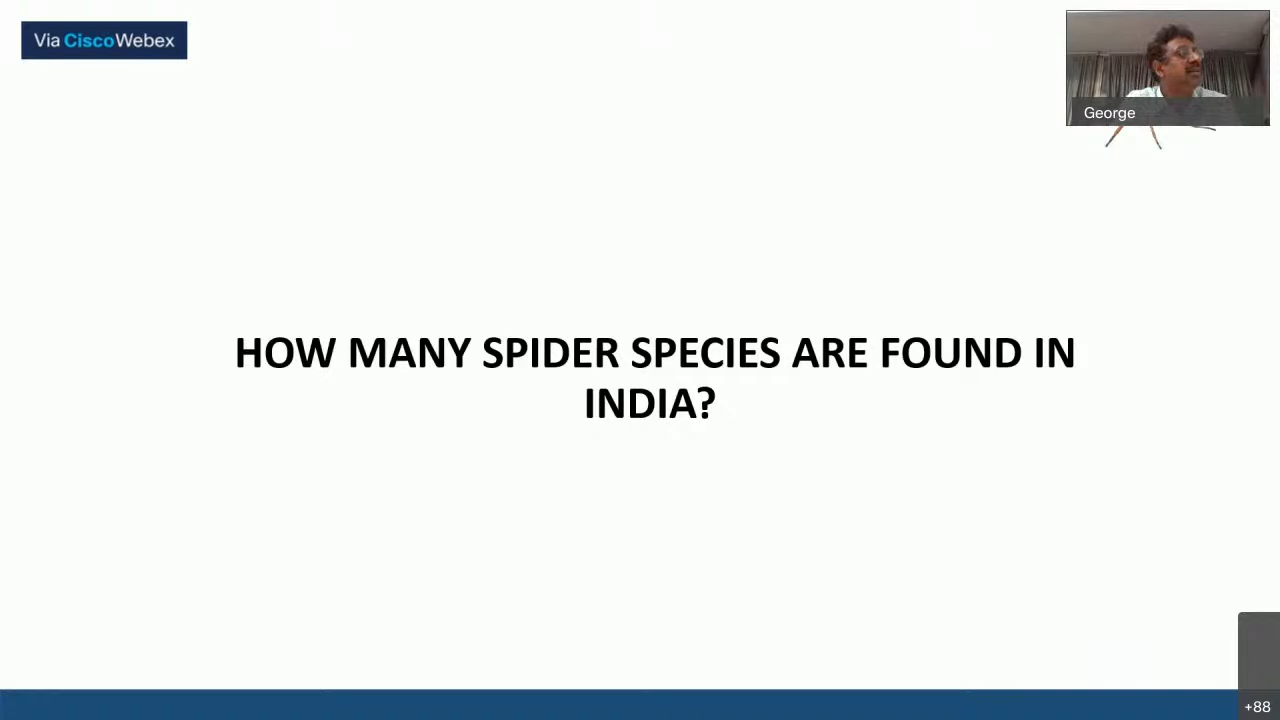 Via CiscoWebex
George
HOW MANY SPIDER SPECIES ARE FOUND IN
INDIA?
+88